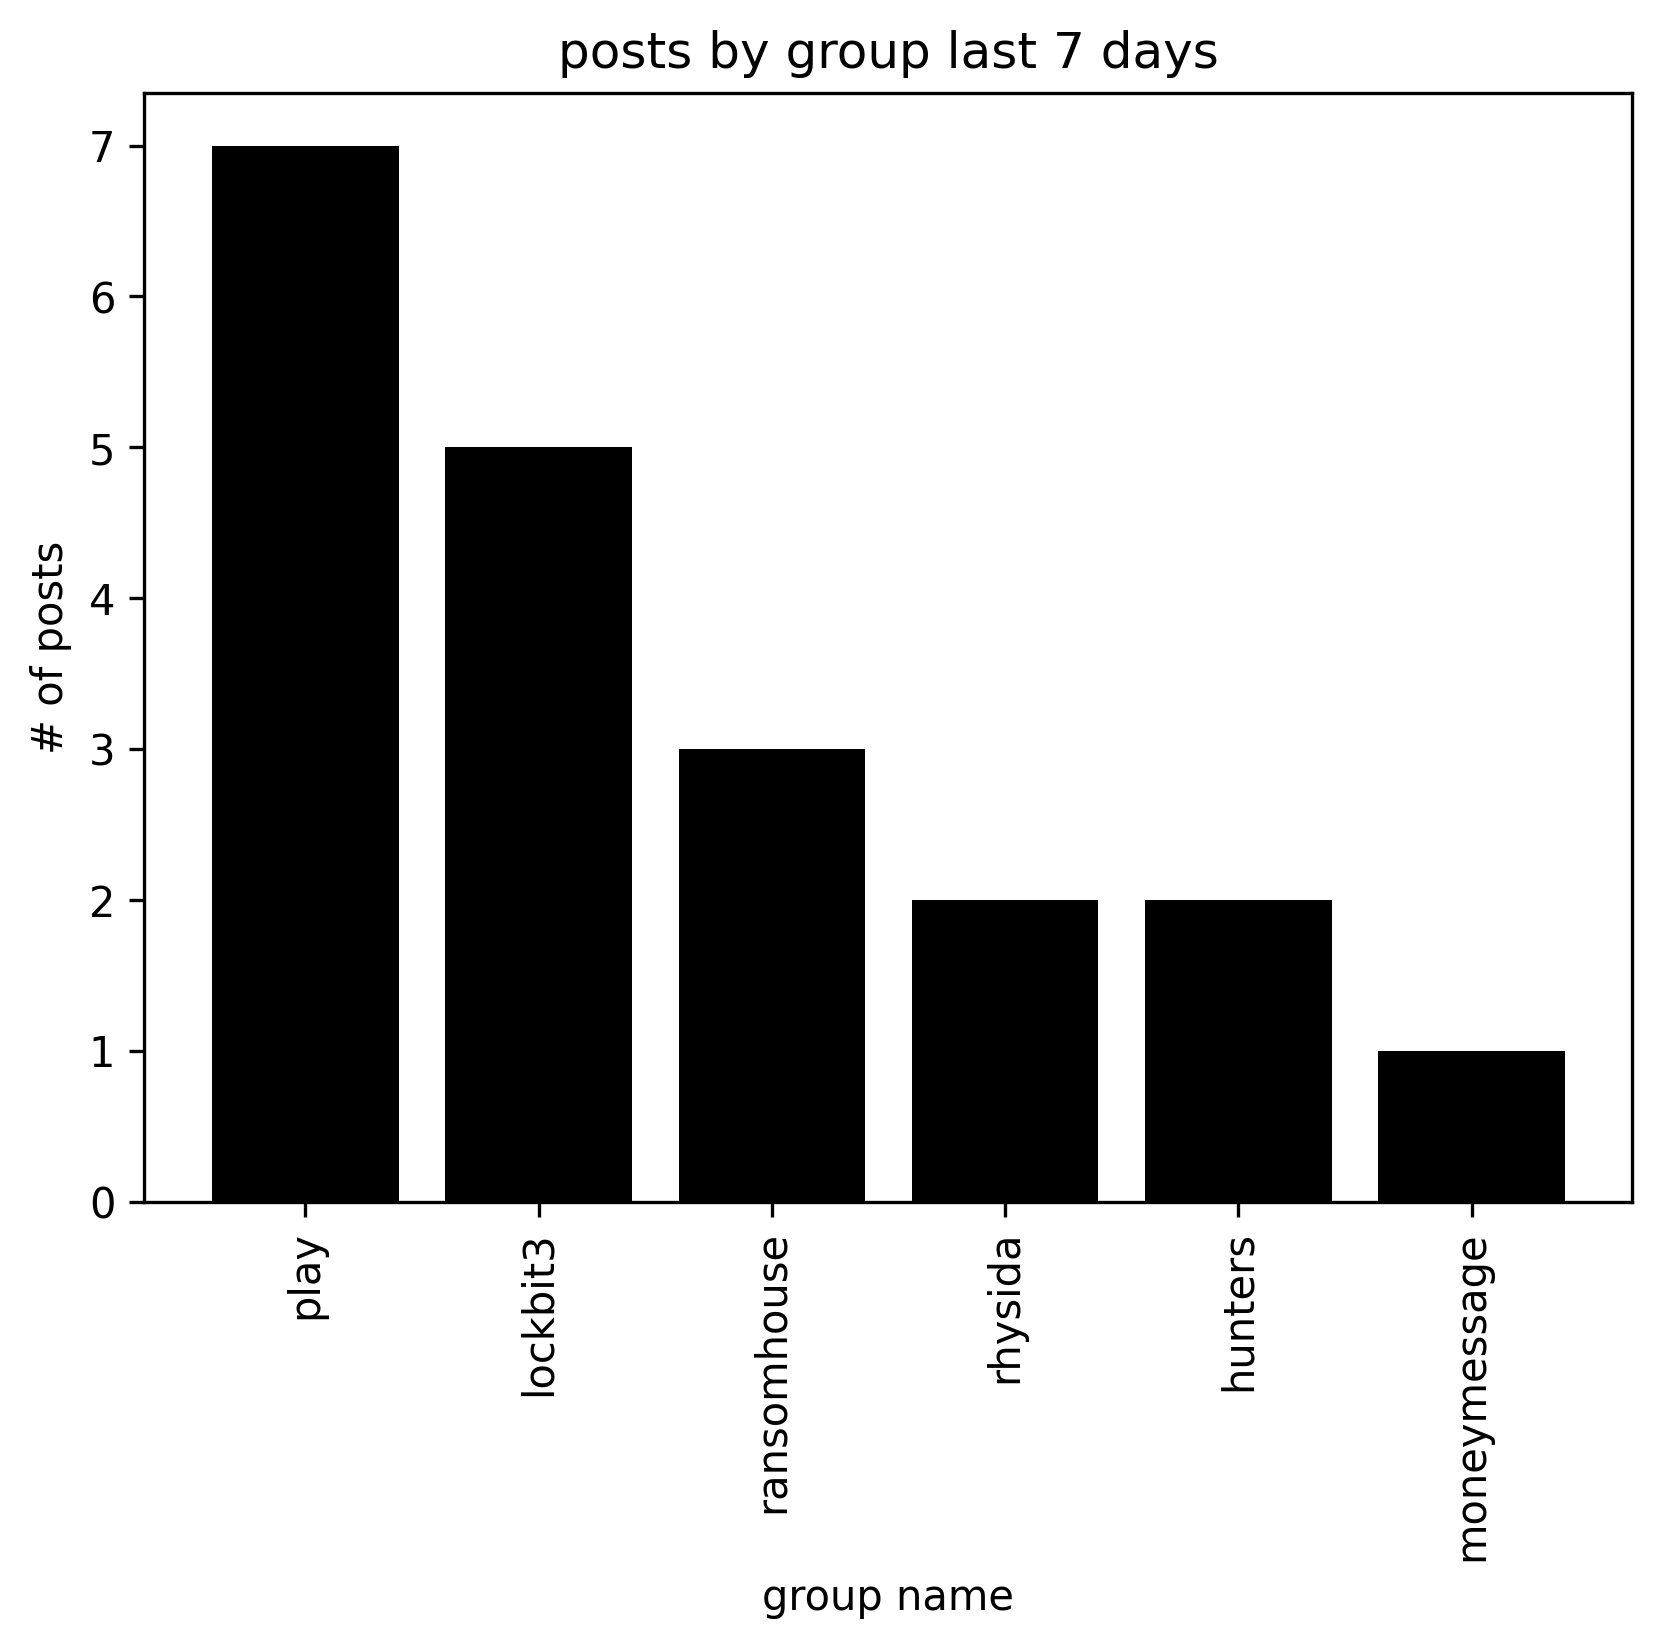 posts by group last 7 days
# of posts
7
6
5
4
3
2
1
0
play
lockbit3
ransomhouse
rhysida
hunters
moneymessage
group name